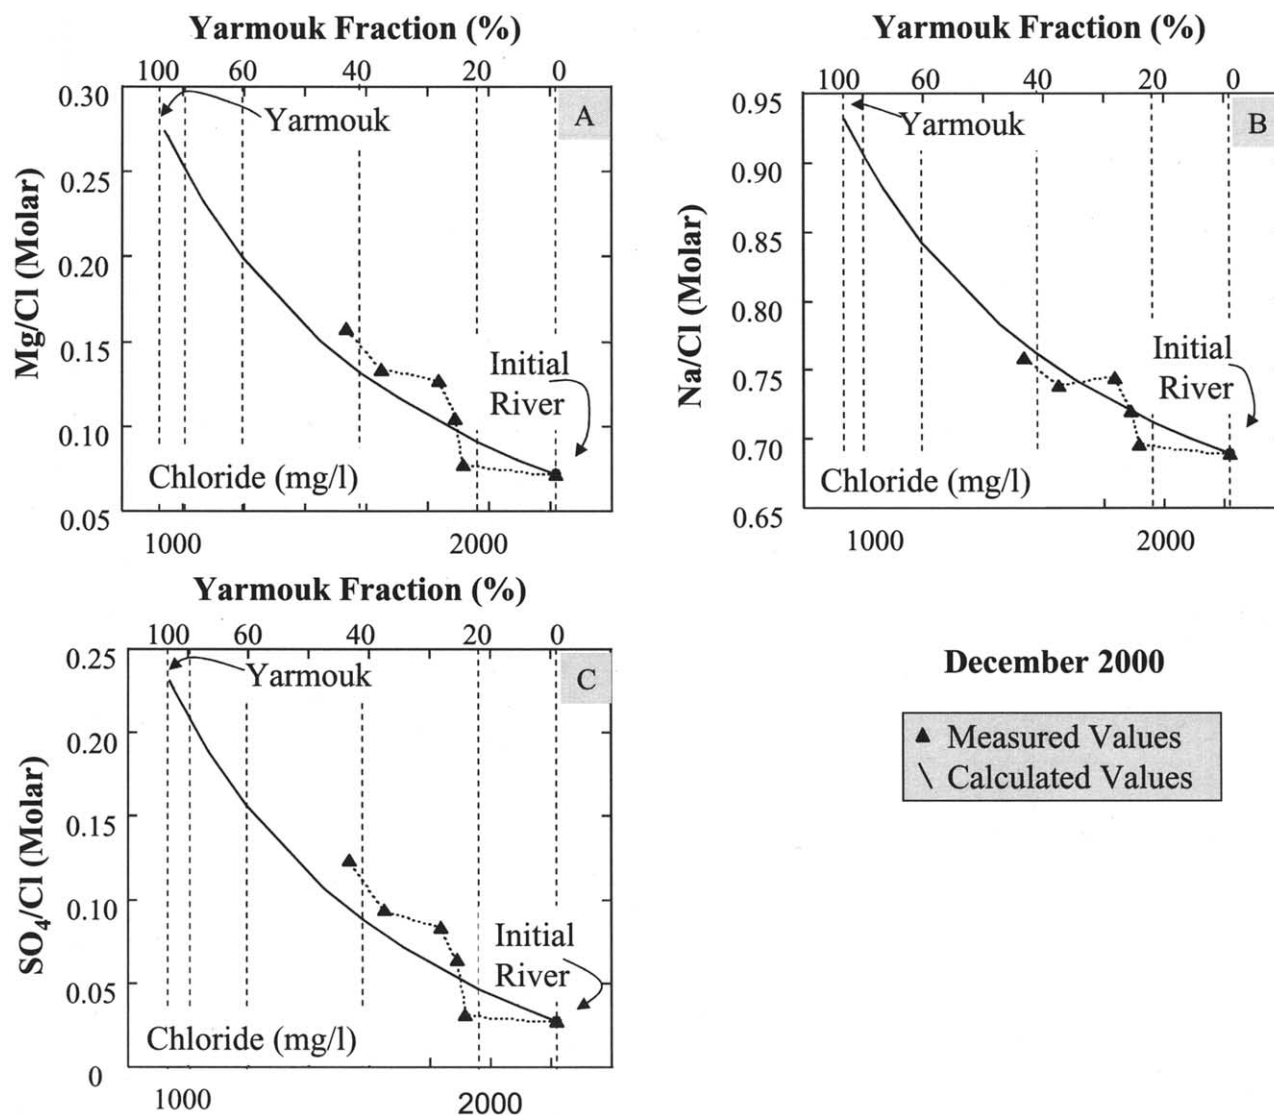 Yarmouk Fraction (%)
100 60 40 20 0
0.30
0.25
0.20
0.15
0.10
0.05
Mg/Cl (Molar)
A
Yarmouk
Initial
River
Chloride (mg/l)
1000 2000
Yarmouk Fraction (%)
100 60 40 20 0
0.95
0.90
0.85
0.80
0.75
0.70
0.65
Na/Cl (Molar)
B
Yarmouk
Initial
River
Chloride (mg/l)
1000 2000
Yarmouk Fraction (%)
100 60 40 20 0
0.25
0.20
0.15
0.10
0.05
0
SO₄/Cl (Molar)
C
Yarmouk
Initial
River
Chloride (mg/l)
1000 2000
December 2000
Measured Values
Calculated Values